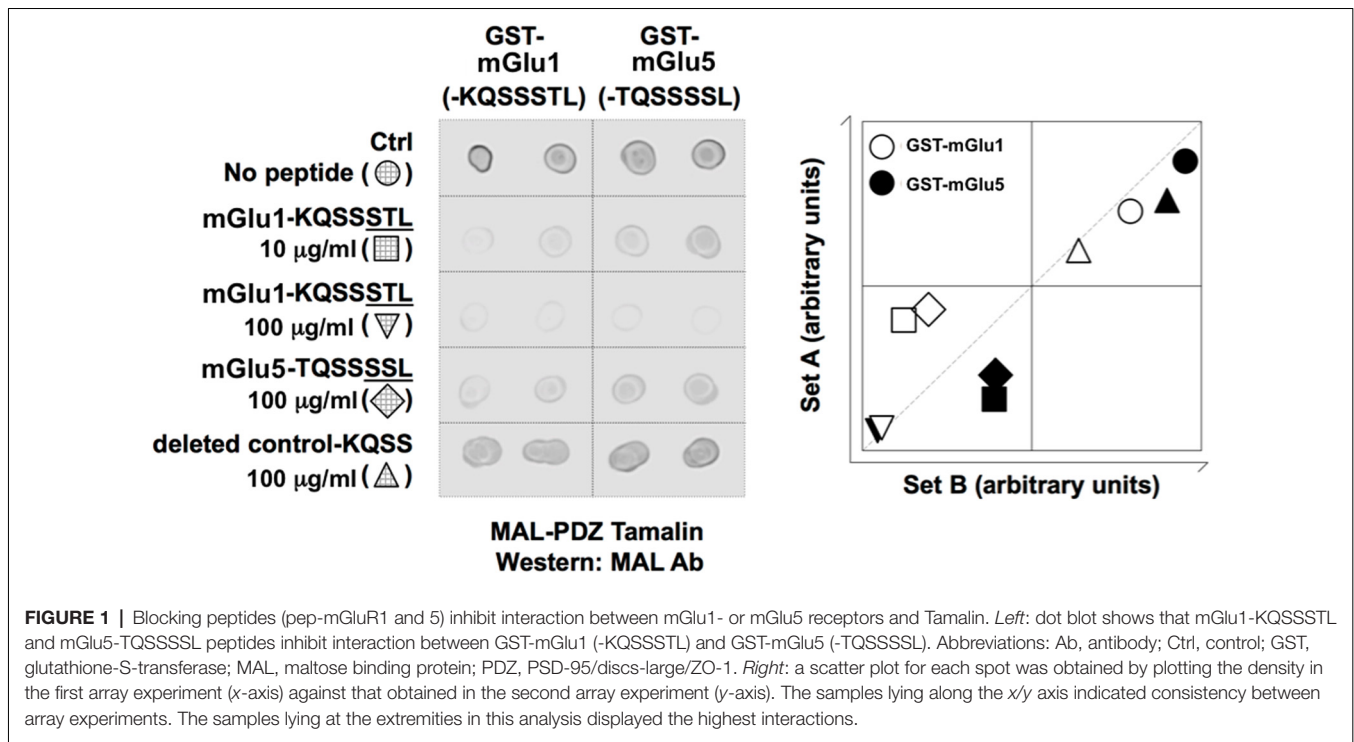 GST-
mGlu1
(-KQSSSTL)
GST-
mGlu5
(-TQSSSSL)
Ctrl
No peptide ( )
mGlu1-KQSSSTL
10 μg/ml ( )
mGlu1-KQSSSTL
100 μg/ml ( )
mGlu5-TQSSSSL
100 μg/ml ( )
deleted control-KQSS
100 μg/ml ( )
MAL-PDZ Tamalin
Western: MAL Ab
GST-mGlu1
GST-mGlu5
Set A (arbitrary units)
Set B (arbitrary units)
FIGURE 1 | Blocking peptides (pep-mGluR1 and 5) inhibit interaction between mGlu1- or mGlu5 receptors and Tamalin. Left: dot blot shows that mGlu1-KQSSSTL
and mGlu5-TQSSSSL peptides inhibit interaction between GST-mGlu1 (-KQSSSTL) and GST-mGlu5 (-TQSSSSL). Abbreviations: Ab, antibody; Ctrl, control; GST,
glutathione-S-transferase; MAL, maltose binding protein; PDZ, PSD-95/discs-large/ZO-1. Right: a scatter plot for each spot was obtained by plotting the density in
the first array experiment (x-axis) against that obtained in the second array experiment (y-axis). The samples lying along the x/y axis indicated consistency between
array experiments. The samples lying at the extremities in this analysis displayed the highest interactions.